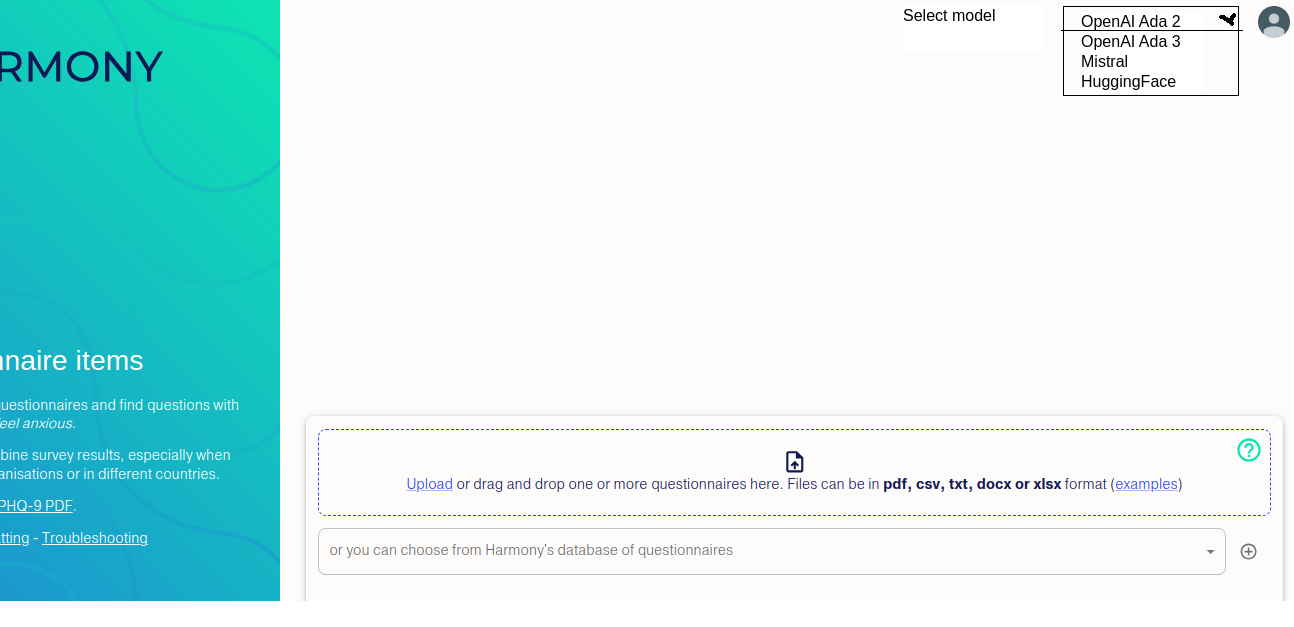 Select model
OpenAI Ada 2
OpenAI Ada 3
Mistral
HuggingFace
RMONY
nnaire items
questionnaires and find questions with
feel anxious.
bine survey results, especially when
anisations or in different countries.
PHQ-9 PDF.
tting - Troubleshooting
Upload or drag and drop one or more questionnaires here. Files can be in pdf, csv, txt, docx or xlsx format (examples)
or you can choose from Harmony's database of questionnaires